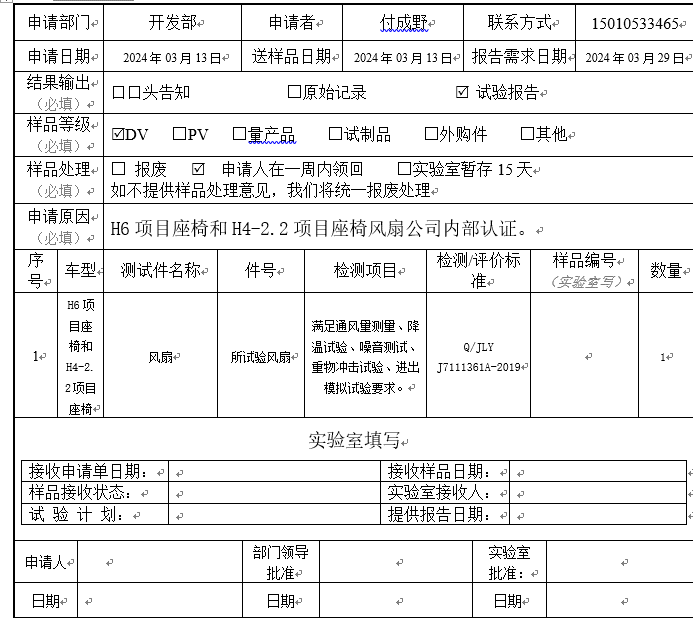 申请部门 开发部 申请者 付成野 联系方式 15010533465
申请日期 2024年03月13日 送样品日期 2024年03月13日 报告需求日期 2024年03月29日
结果输出
（必填） □口头告知 □原始记录 ☑ 试验报告
样品等级
（必填） ☑DV □PV □量产品 □试制品 □外购件 □其他
样品处理
（必填） □ 报废 ☑ 申请人在一周内领回 □实验室暂存15天
如不提供样品处理意见，我们将统一报废处理
申请原因
（必填） H6项目座椅和H4-2.2项目座椅风扇公司内部认证。
序号 车型 测试件名称 件号 检测项目 检测/评价标准 样品编号（实验室写） 数量
1 H6项目座椅和H4-2.2项目座椅 风扇 所试验风扇 满足通风量测量、降温试验、噪音测试、重物冲击试验、进出模拟试验要求。 Q/JLY J7111361A-2019 1
实验室填写
接收申请单日期： 接收样品日期：
样品接收状态： 实验室接收人：
试 验 计 划： 提供报告日期：
申请人 部门领导批准 实验室批准：
日期 日期 日期